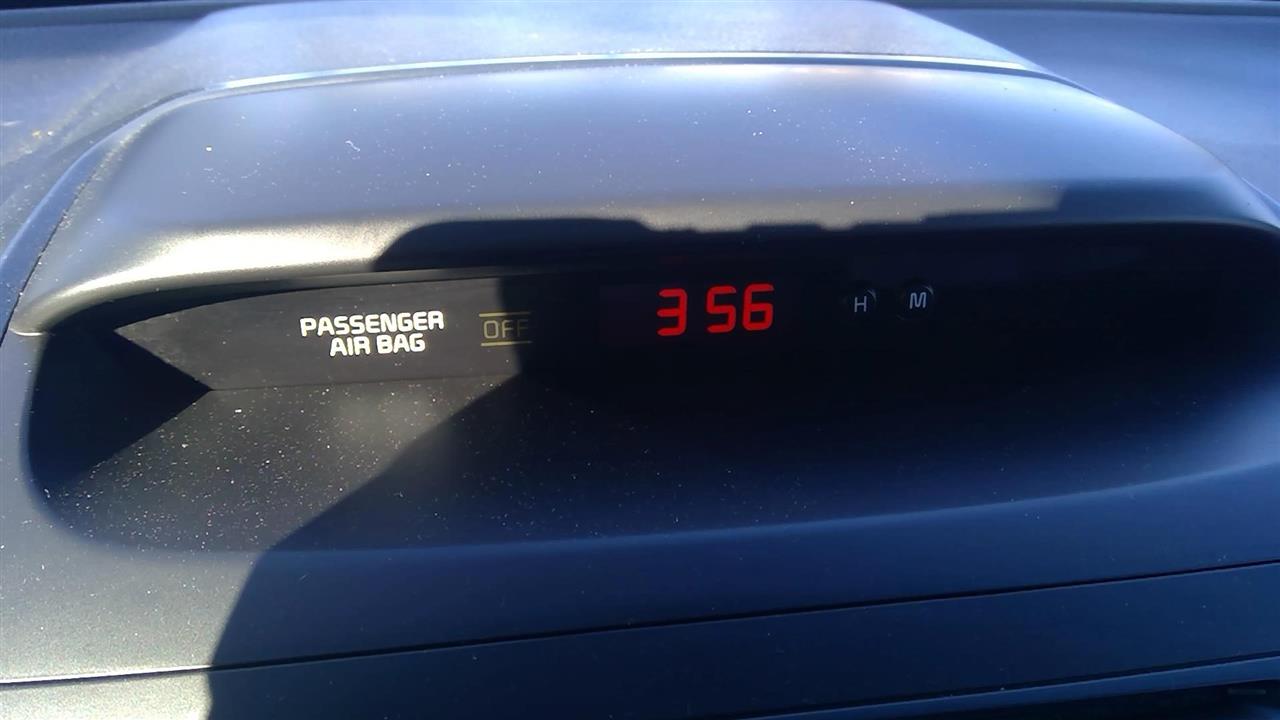 PASSENGER
AIR BAG
OFF
3 56
H
M